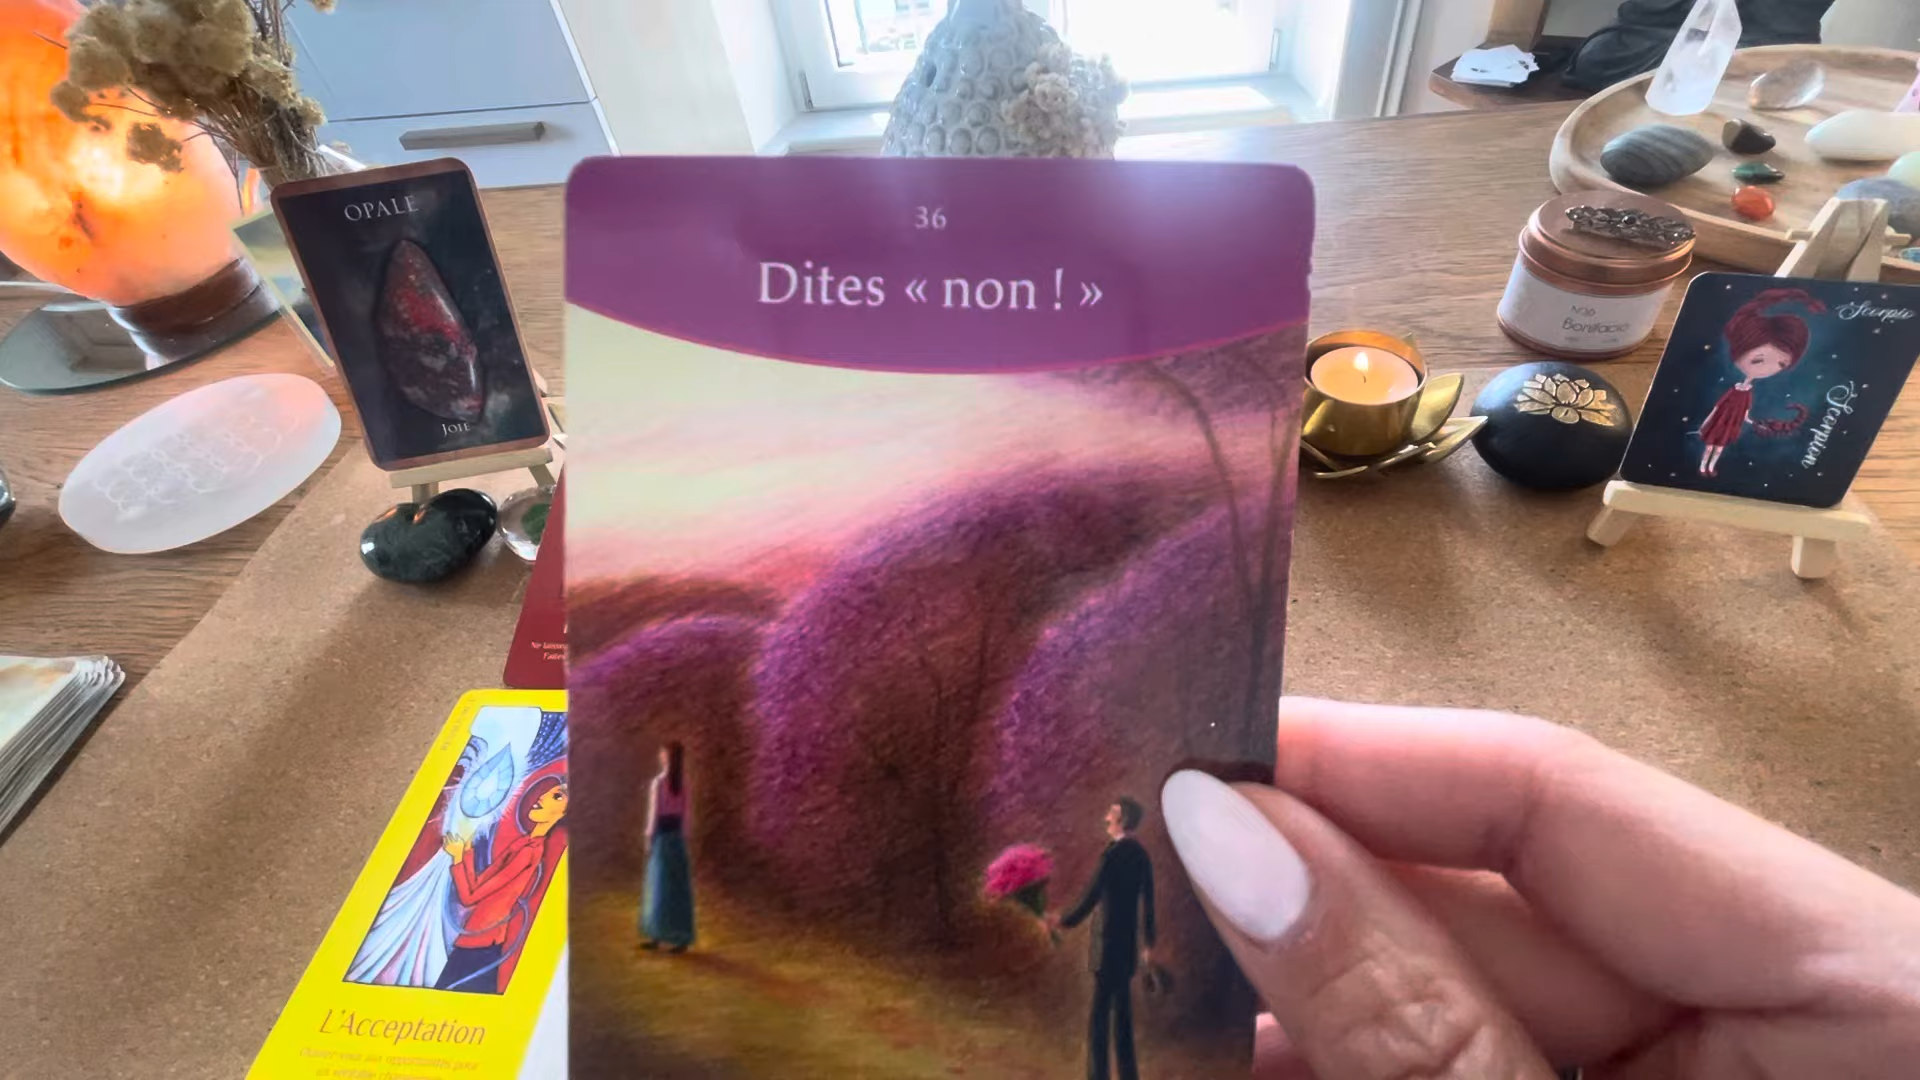 36
Dites « non ! »
OPALE
JOIE
Scorpio
Scorpion
N°36
Bonifacio
L'Acceptation